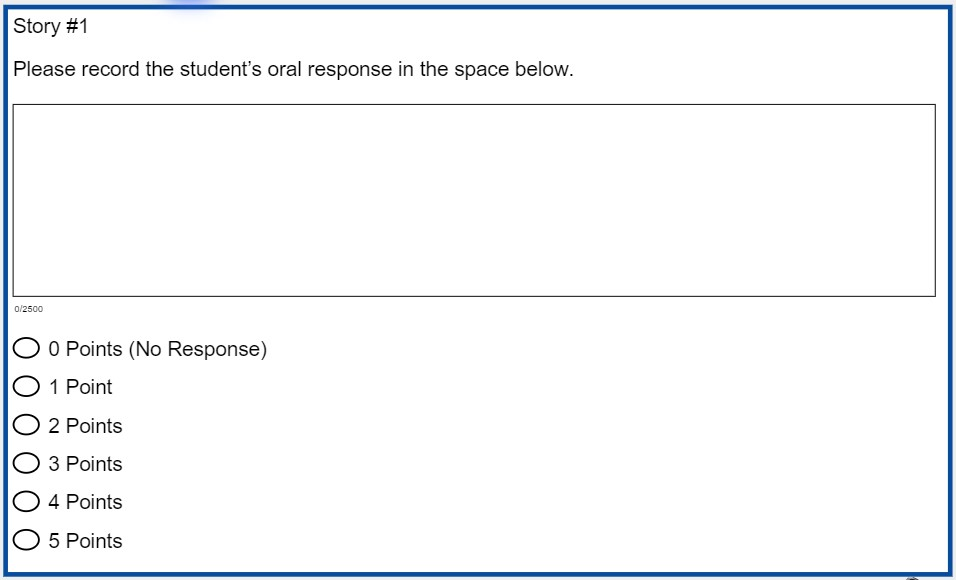 Story #1
Please record the student’s oral response in the space below.
0/2500
0 Points (No Response)
1 Point
2 Points
3 Points
4 Points
5 Points